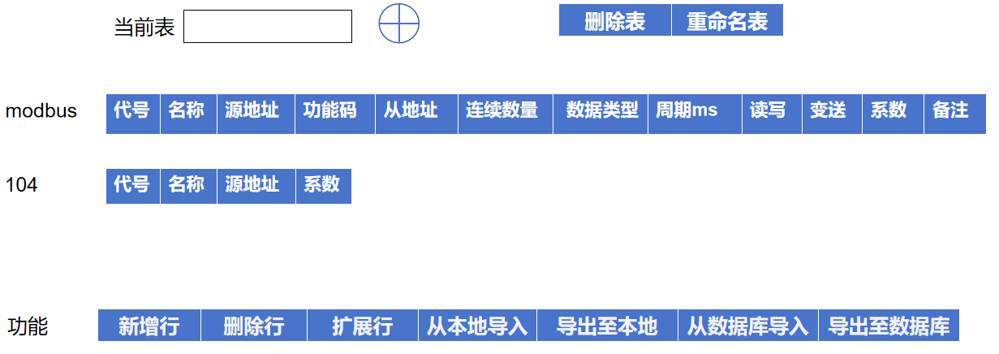 当前表 删除表 重命名表
modbus 代号 名称 源地址 功能码 从地址 连续数量 数据类型 周期ms 读写 变送 系数 备注
104 代号 名称 源地址 系数
功能 新增行 删除行 扩展行 从本地导入 导出至本地 从数据库导入 导出至数据库